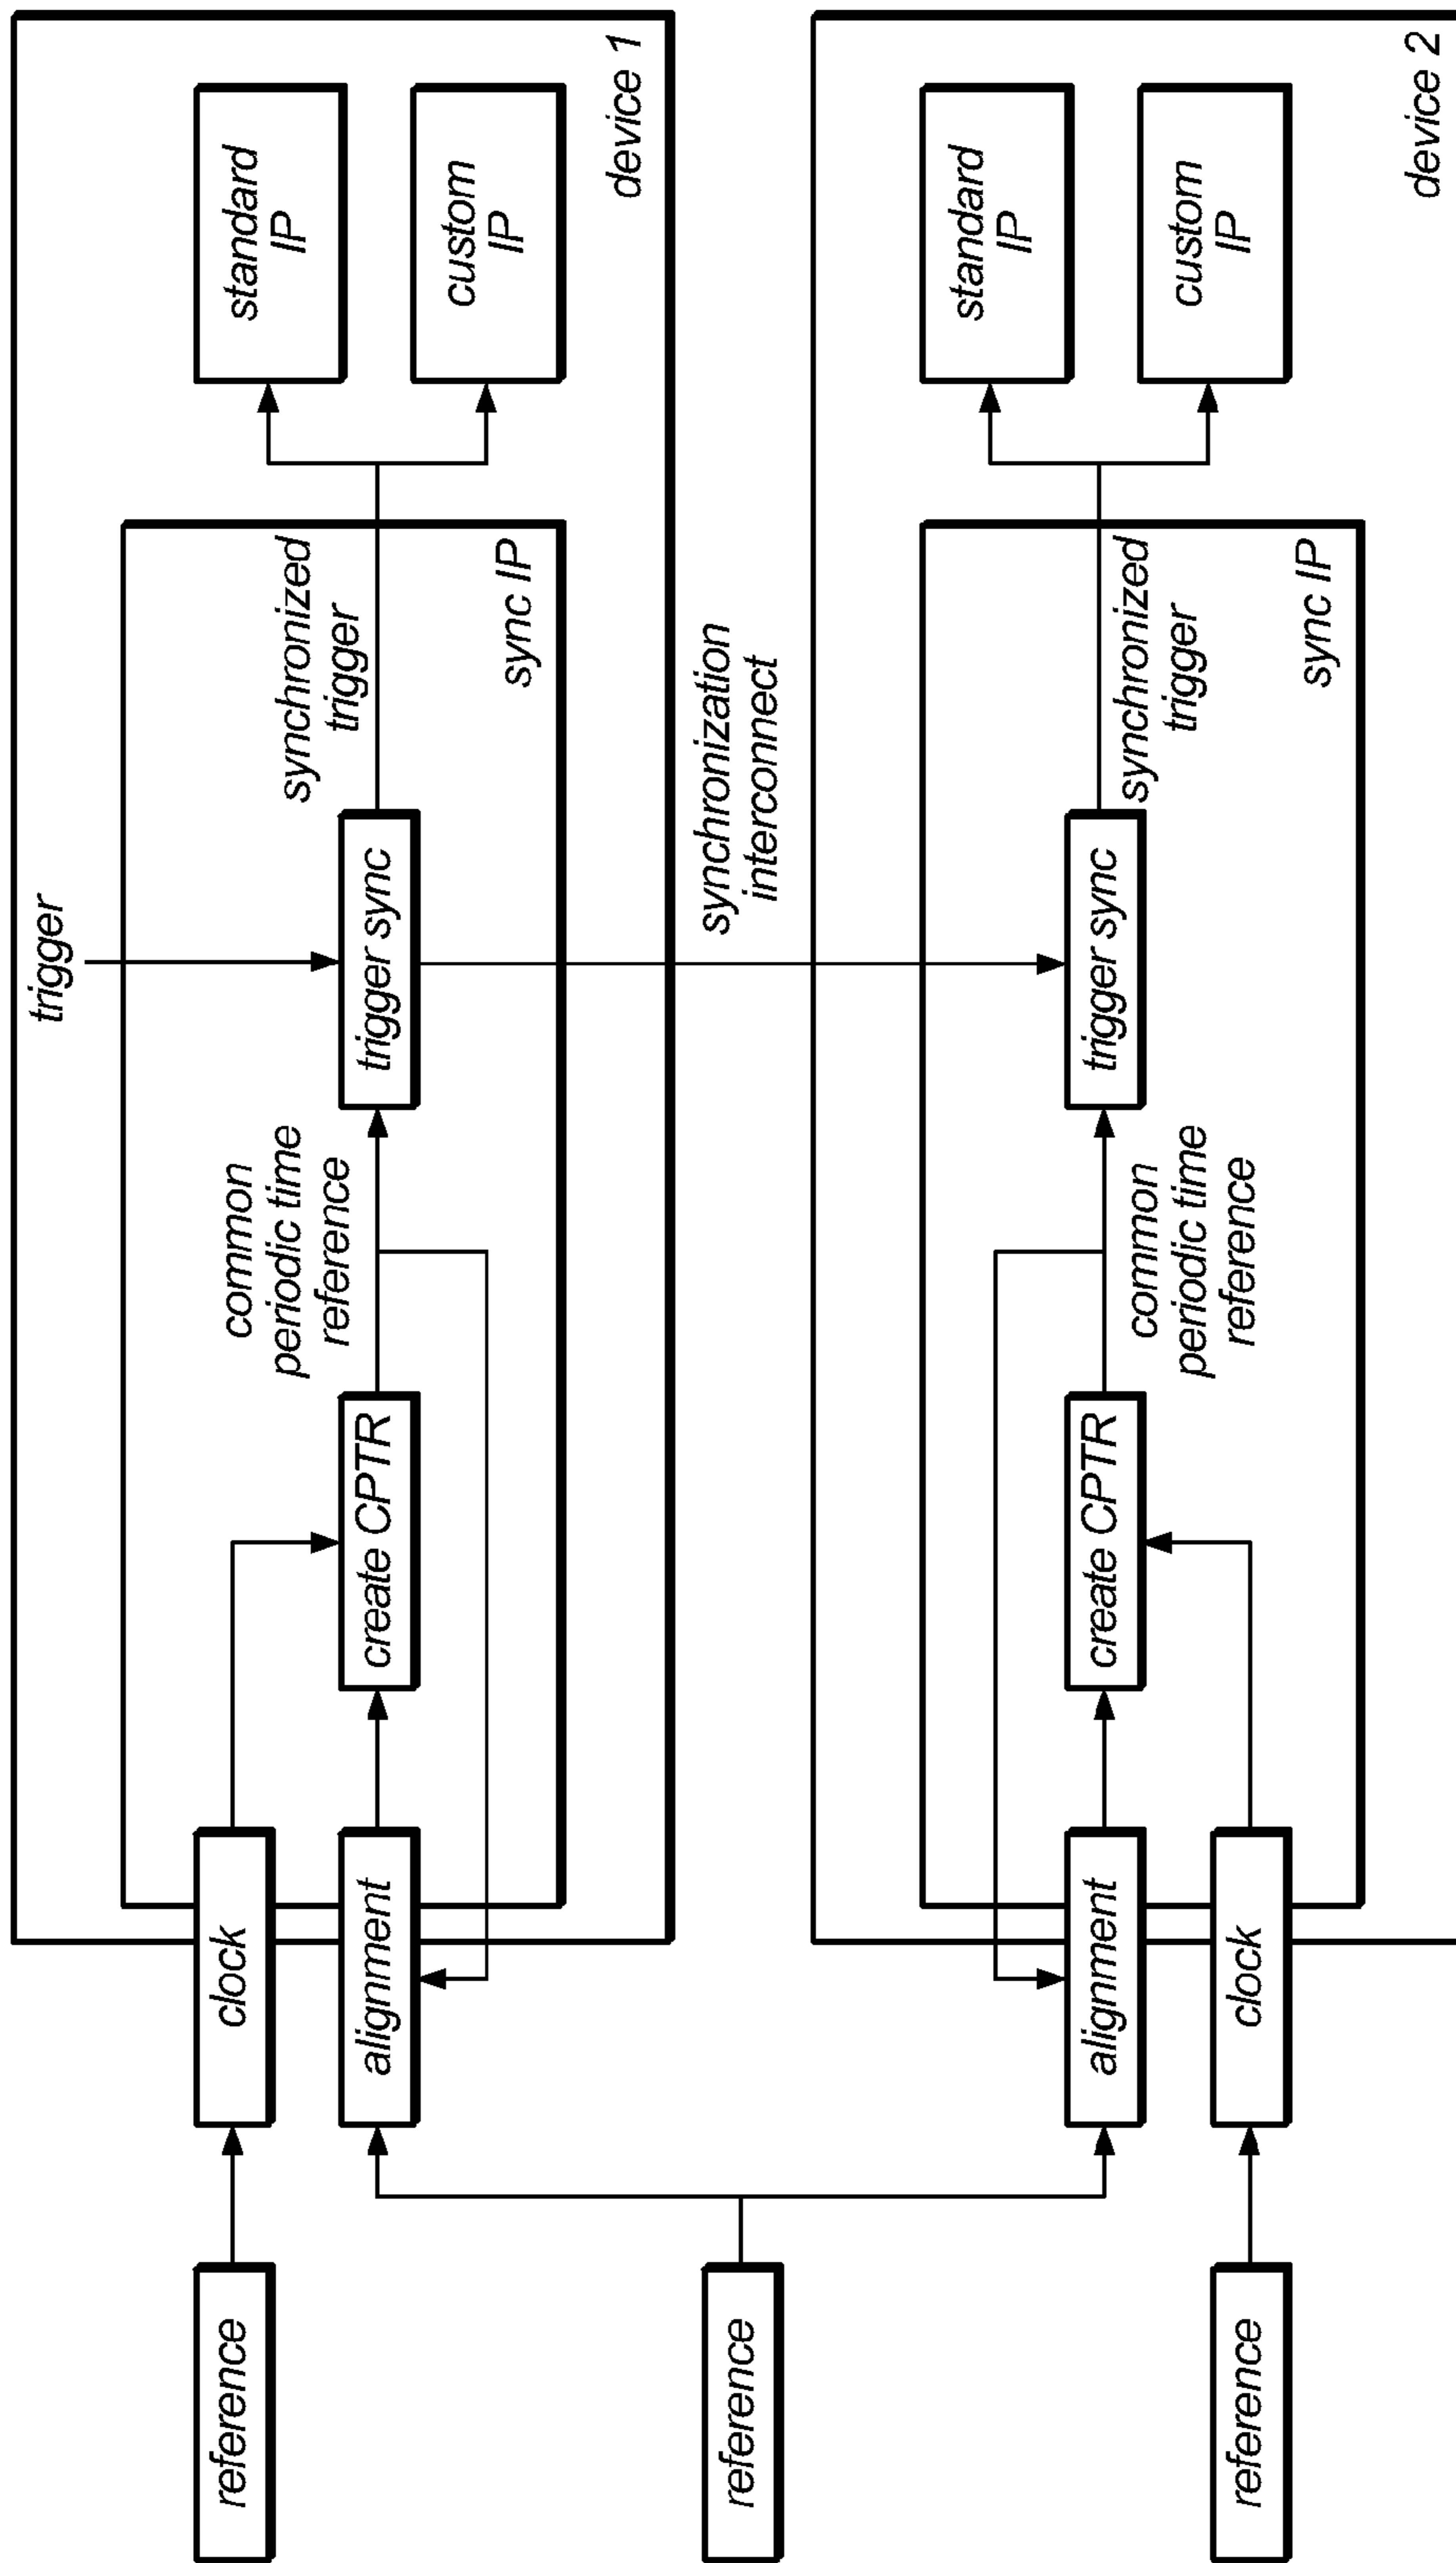 trigger
device 1
sync IP
reference
clock
alignment
create CPTR
common
periodic time
reference
trigger sync
synchronized
trigger
standard
IP
custom
IP
reference
synchronization
interconnect
device 2
sync IP
alignment
reference
clock
create CPTR
common
periodic time
reference
trigger sync
synchronized
trigger
standard
IP
custom
IP